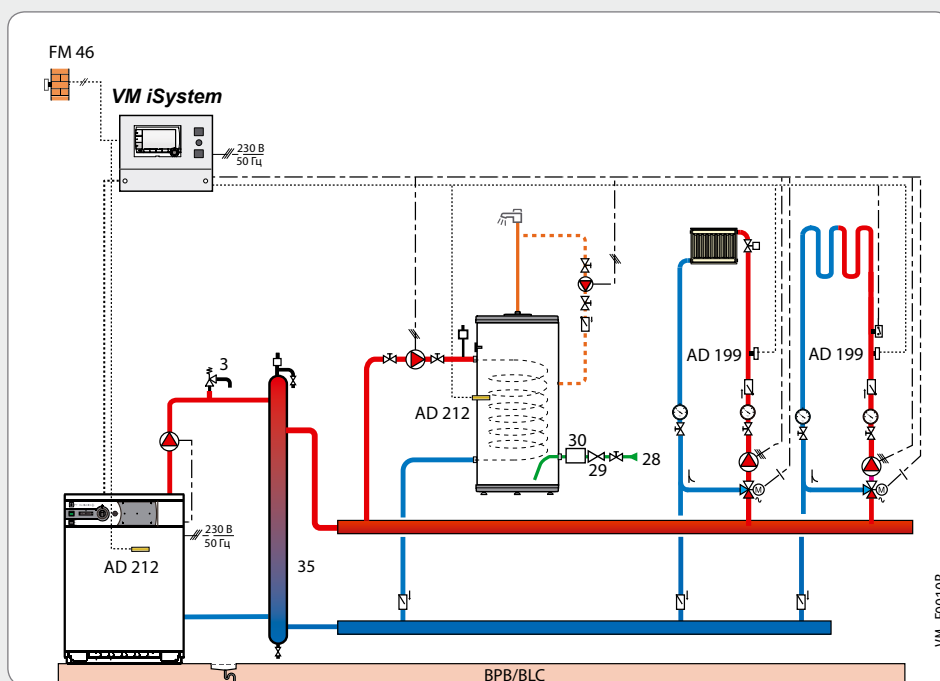 FM 46
VM iSystem
230 В
50 Гц
3
AD 199
AD 199
AD 212
30
29
28
M
M
230 В
50 Гц
AD 212
35
BPB/BLC